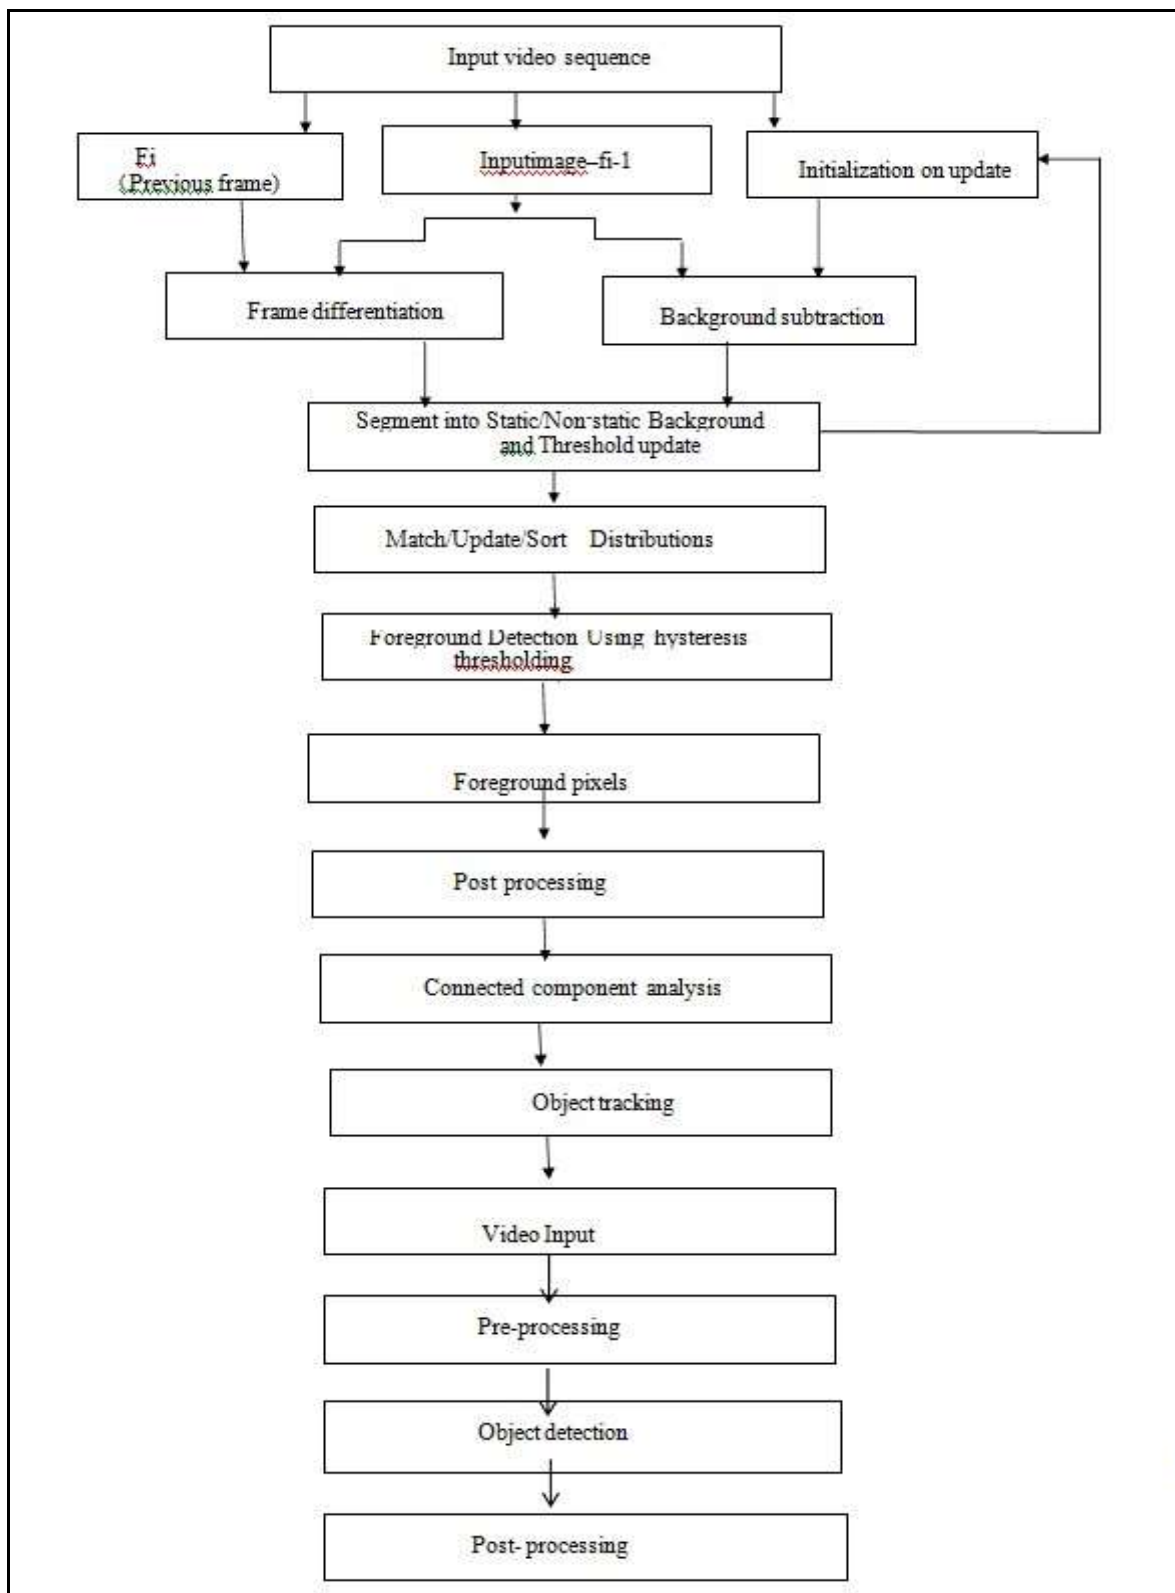 Input video sequence
Fi
(Previous frame)
Inputimage–fi-1
Initialization on update
Frame differentiation
Background subtraction
Segment into Static/Non-static Background
and Threshold update
Match/Update/Sort Distributions
Foreground Detection Using hysteresis
thresholding
Foreground pixels
Post processing
Connected component analysis
Object tracking
Video Input
Pre-processing
Object detection
Post- processing